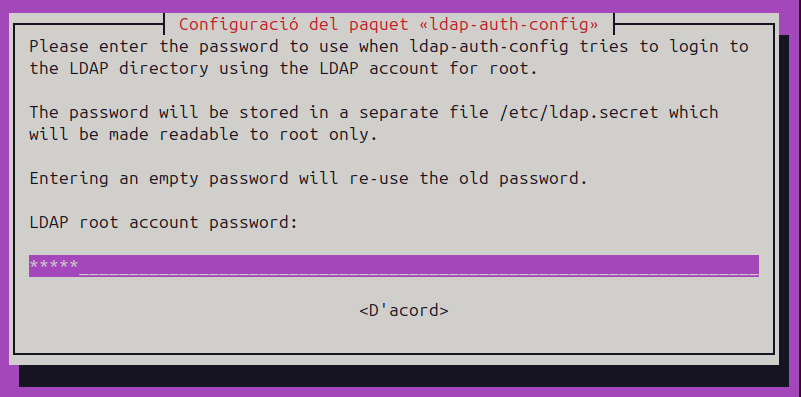 Configuració del paquet «ldap-auth-config»
Please enter the password to use when ldap-auth-config tries to login to
the LDAP directory using the LDAP account for root.
The password will be stored in a separate file /etc/ldap.secret which
will be made readable to root only.
Entering an empty password will re-use the old password.
LDAP root account password:
*****
<D'acord>